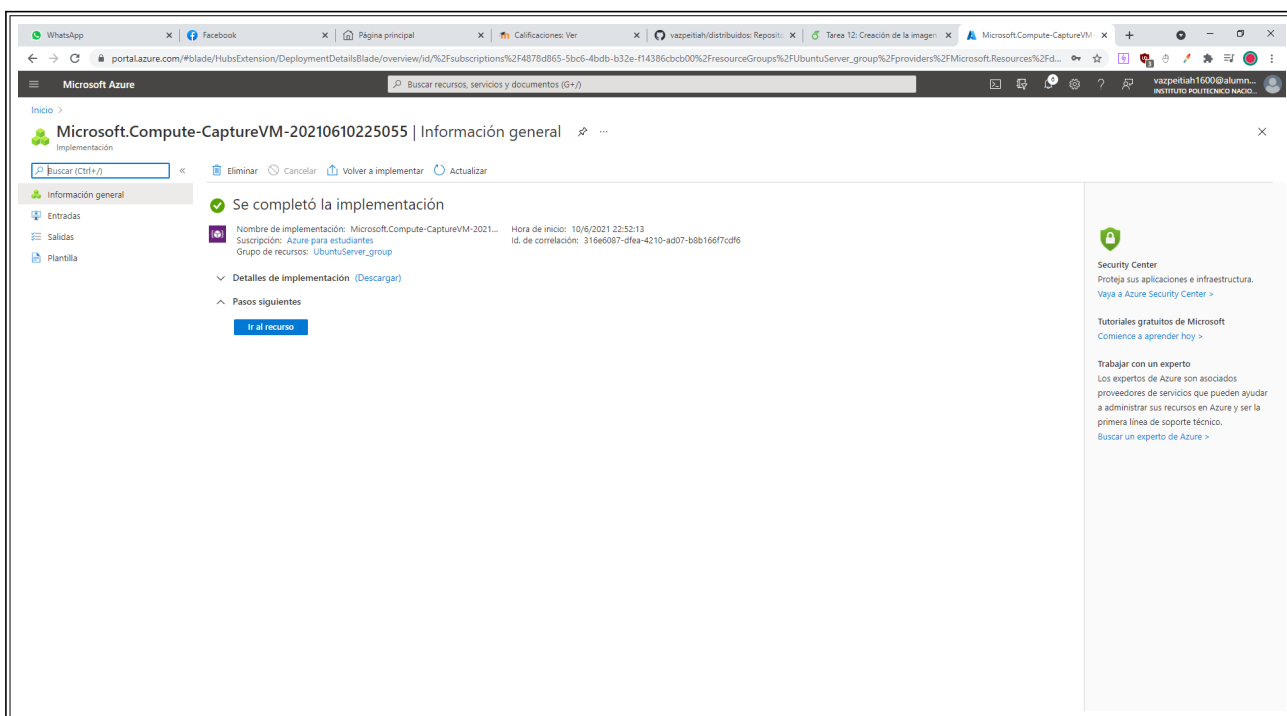 WhatsApp
Facebook
Página principal
Calificaciones: Ver
vazpeitiah/distribuidos: Reposito
Tarea 12: Creación de la imagen
Microsoft.Compute-CaptureVM-
portal.azure.com/#blade/HubsExtension/DeploymentDetailsBlade/overview/id/%2Fsubscriptions%2F4878df86-5bc6-4bdb-b32e-f14386cbcb00%2FresourceGroups%2FUbuntuServer_group%2Fproviders%2FMicrosoft.Resources%2Fd...
Microsoft Azure
Buscar recursos, servicios y documentos (G+/)
6
vazpeitiah1600@alumn...
INSTITUTO POLITECNICO NACIO...
Inicio >
Microsoft.Compute-CaptureVM-20210610225055 | Información general
Implementación
Buscar (Ctrl+/)
«
Eliminar
Cancelar
Volver a implementar
Actualizar
Información general
Entradas
Salidas
Plantilla
Se completó la implementación
Nombre de implementación: Microsoft.Compute-CaptureVM-2021...
Suscripción: Azure para estudiantes
Grupo de recursos: UbuntuServer_group
Hora de inicio: 10/6/2021 22:52:13
Id. de correlación: 316e6087-dfea-4210-ad07-b8b166f7cdf6
Detalles de implementación (Descargar)
Pasos siguientes
Ir al recurso
Security Center
Proteja sus aplicaciones e infraestructura.
Vaya a Azure Security Center >
Tutoriales gratuitos de Microsoft
Comience a aprender hoy >
Trabajar con un experto
Los expertos de Azure son asociados
proveedores de servicios que pueden ayudar
a administrar sus recursos en Azure y ser la
primera línea de soporte técnico.
Buscar un experto de Azure >